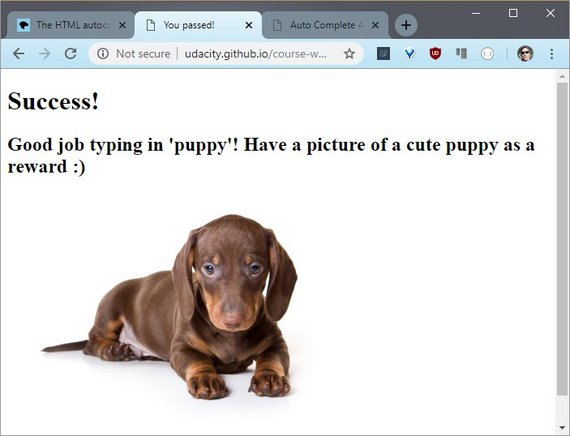 The HTML autoc
You passed!
Auto Complete A
Not secure
udacity.github.io/course-w...
Success!
Good job typing in 'puppy'! Have a picture of a cute puppy as a
reward :)